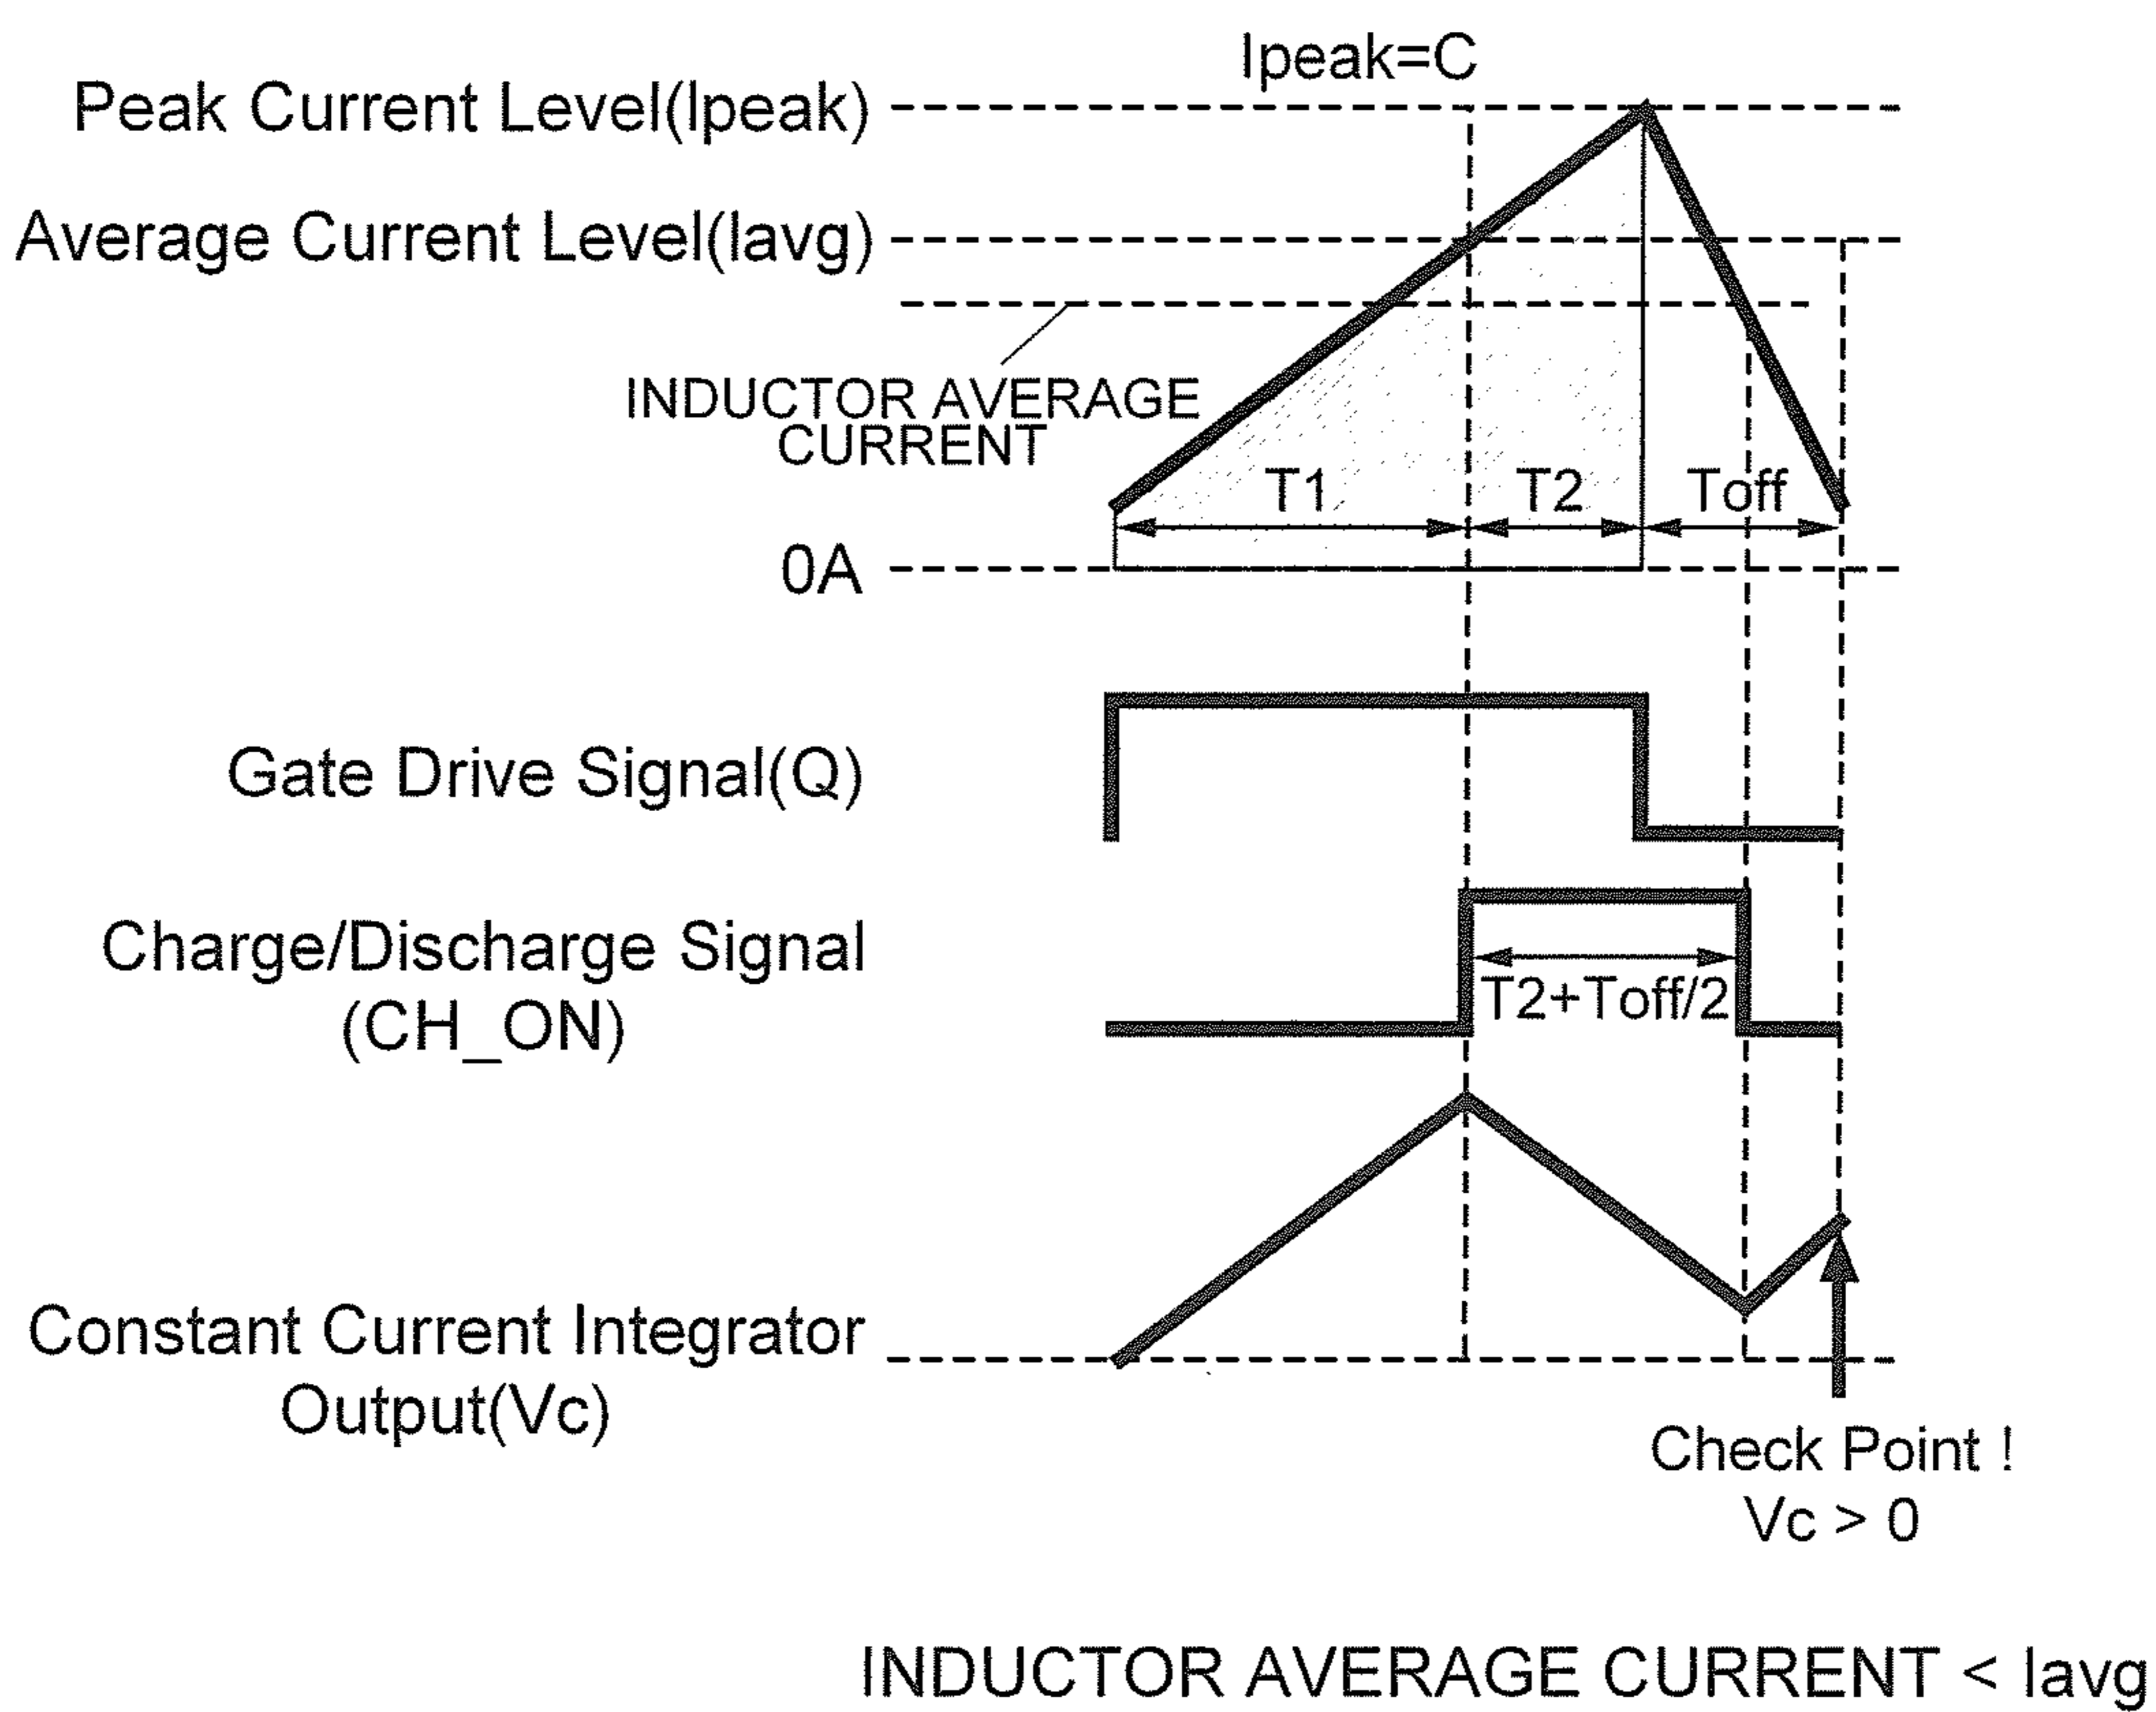 Ipeak=C
Peak Current Level(Ipeak)
Average Current Level(Iavg)
INDUCTOR AVERAGE
CURRENT
T1
T2
Toff
0A
Gate Drive Signal(Q)
Charge/Discharge Signal
(CH_ON)
T2+Toff/2
Constant Current Integrator
Output(Vc)
Check Point !
Vc > 0
INDUCTOR AVERAGE CURRENT < Iavg